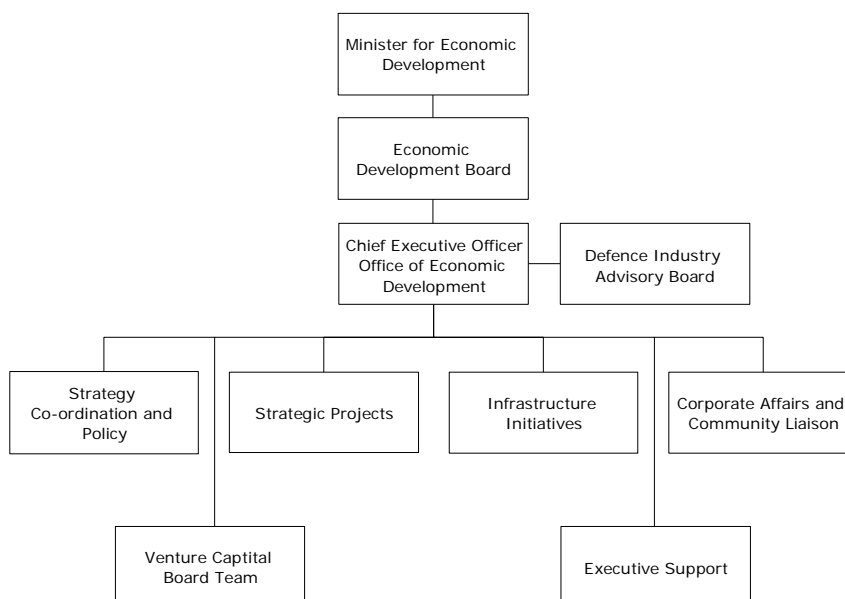 Minister for Economic
Development
Economic
Development Board
Chief Executive Officer
Office of Economic
Development
Defence Industry
Advisory Board
Strategy
Co-ordination and
Policy
Strategic Projects
Infrastructure
Initiatives
Corporate Affairs and
Community Liaison
Venture Captital
Board Team
Executive Support